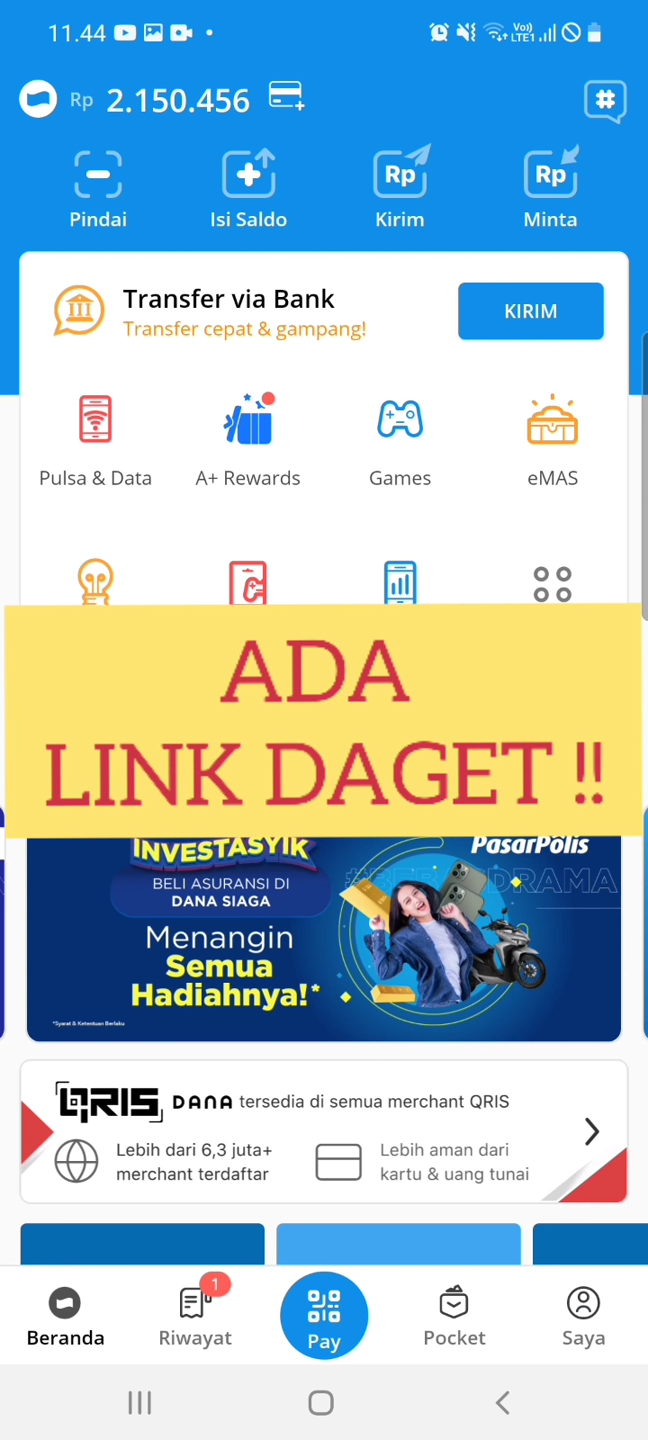 11.44
Vo)) LTE1
Rp 2.150.456
#
Pindai Isi Saldo Kirim Minta
Transfer via Bank
Transfer cepat & gampang!
KIRIM
Pulsa & Data A+ Rewards Games eMAS
ADA
LINK DAGET !!
INVESTASYIK
PasarPolis
BELI ASURANSI DI
DANA SIAGA
Menangin
Semua
Hadiahnya!*
*Syarat & Ketentuan Berlaku
QRIS DANA tersedia di semua merchant QRIS
Lebih dari 6,3 juta+
merchant terdaftar
Lebih aman dari
kartu & uang tunai
1
Beranda Riwayat Pay Pocket Saya